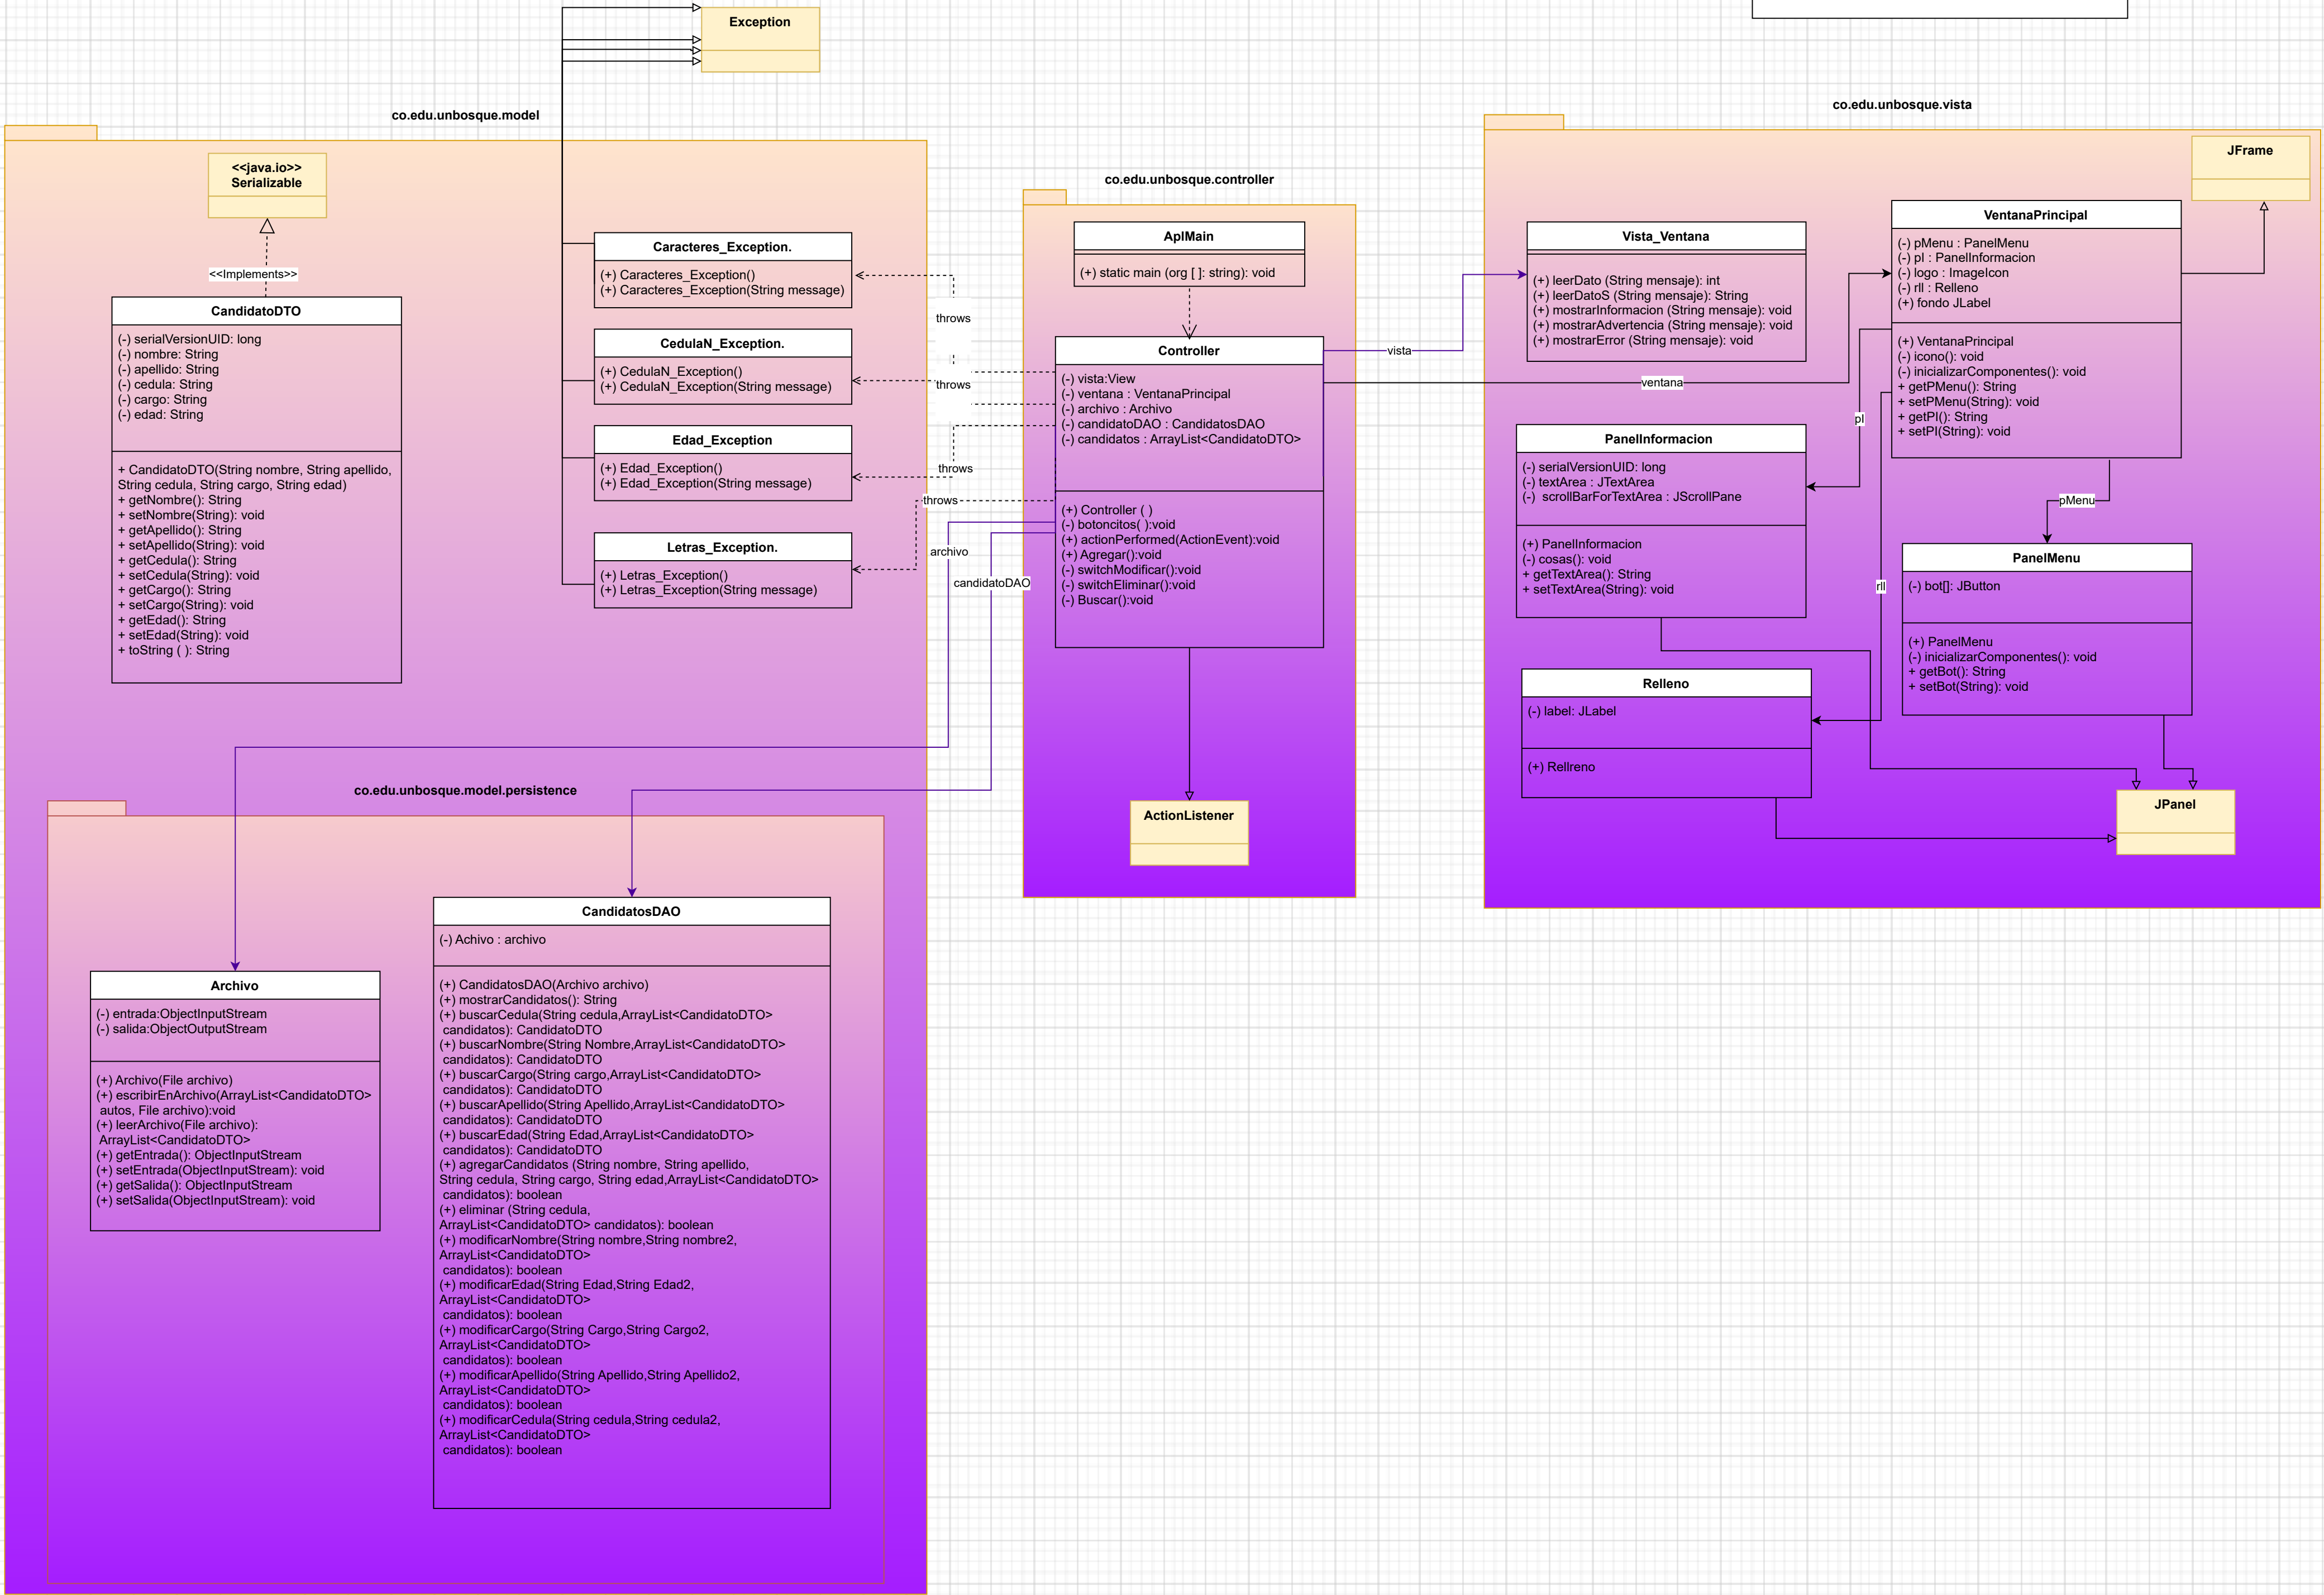 Exception
co.edu.unbosque.model
<<java.io>>
Serializable
<<Implements>>
CandidatoDTO
(-) serialVersionUID: long
(-) nombre: String
(-) apellido: String
(-) cedula: String
(-) cargo: String
(-) edad: String
+ CandidatoDTO(String nombre, String apellido,
String cedula, String cargo, String edad)
+ getNombre(): String
+ setNombre(String): void
+ getApellido(): String
+ setApellido(String): void
+ getCedula(): String
+ setCedula(String): void
+ getCargo(): String
+ setCargo(String): void
+ getEdad(): String
+ setEdad(String): void
+ toString ( ): String
Caracteres_Exception.
(+) Caracteres_Exception()
(+) Caracteres_Exception(String message)
CedulaN_Exception.
(+) CedulaN_Exception()
(+) CedulaN_Exception(String message)
Edad_Exception
(+) Edad_Exception()
(+) Edad_Exception(String message)
Letras_Exception.
(+) Letras_Exception()
(+) Letras_Exception(String message)
throws
throws
throws
throws
archivo
candidatoDAO
co.edu.unbosque.model.persistence
Archivo
(-) entrada:ObjectInputStream
(-) salida:ObjectOutputStream
(+) Archivo(File archivo)
(+) escribirEnArchivo(ArrayList<CandidatoDTO>
autos, File archivo):void
(+) leerArchivo(File archivo):
ArrayList<CandidatoDTO>
(+) getEntrada(): ObjectInputStream
(+) setEntrada(ObjectInputStream): void
(+) getSalida(): ObjectInputStream
(+) setSalida(ObjectInputStream): void
CandidatosDAO
(-) Achivo : archivo
(+) CandidatosDAO(Archivo archivo)
(+) mostrarCandidatos(): String
(+) buscarCedula(String cedula,ArrayList<CandidatoDTO>
candidatos): CandidatoDTO
(+) buscarNombre(String Nombre,ArrayList<CandidatoDTO>
candidatos): CandidatoDTO
(+) buscarCargo(String cargo,ArrayList<CandidatoDTO>
candidatos): CandidatoDTO
(+) buscarApellido(String Apellido,ArrayList<CandidatoDTO>
candidatos): CandidatoDTO
(+) buscarEdad(String Edad,ArrayList<CandidatoDTO>
candidatos): CandidatoDTO
(+) agregarCandidatos (String nombre, String apellido,
String cedula, String cargo, String edad,ArrayList<CandidatoDTO>
candidatos): boolean
(+) eliminar (String cedula,
ArrayList<CandidatoDTO> candidatos): boolean
(+) modificarNombre(String nombre,String nombre2,
ArrayList<CandidatoDTO>
candidatos): boolean
(+) modificarEdad(String Edad,String Edad2,
ArrayList<CandidatoDTO>
candidatos): boolean
(+) modificarCargo(String Cargo,String Cargo2,
ArrayList<CandidatoDTO>
candidatos): boolean
(+) modificarApellido(String Apellido,String Apellido2,
ArrayList<CandidatoDTO>
candidatos): boolean
(+) modificarCedula(String cedula,String cedula2,
ArrayList<CandidatoDTO>
candidatos): boolean
co.edu.unbosque.controller
AplMain
(+) static main (org [ ]: string): void
Controller
(-) vista:View
(-) ventana : VentanaPrincipal
(-) archivo : Archivo
(-) candidatoDAO : CandidatosDAO
(-) candidatos : ArrayList<CandidatoDTO>
(+) Controller ( )
(-) botoncitos( ):void
(+) actionPerformed(ActionEvent):void
(+) Agregar():void
(-) switchModificar():void
(-) switchEliminar():void
(-) Buscar():void
ActionListener
vista
ventana
co.edu.unbosque.vista
JFrame
Vista_Ventana
(+) leerDato (String mensaje): int
(+) leerDatoS (String mensaje): String
(+) mostrarInformacion (String mensaje): void
(+) mostrarAdvertencia (String mensaje): void
(+) mostrarError (String mensaje): void
VentanaPrincipal
(-) pMenu : PanelMenu
(-) pI : PanelInformacion
(-) logo : ImageIcon
(-) rll : Relleno
(+) fondo JLabel
(+) VentanaPrincipal
(-) icono(): void
(-) inicializarComponentes(): void
+ getPMenu(): String
+ setPMenu(String): void
+ getPI(): String
+ setPI(String): void
pI
pMenu
rll
PanelInformacion
(-) serialVersionUID: long
(-) textArea : JTextArea
(-) scrollBarForTextArea : JScrollPane
(+) PanelInformacion
(-) cosas(): void
+ getTextArea(): String
+ setTextArea(String): void
PanelMenu
(-) bot[]: JButton
(+) PanelMenu
(-) inicializarComponentes(): void
+ getBot(): String
+ setBot(String): void
Relleno
(-) label: JLabel
(+) Rellreno
JPanel